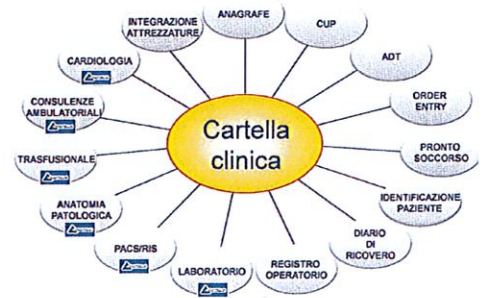 INTEGRAZIONE
ATTREZZATURE
ANAGRAFE
CUP
ADT
ORDER
ENTRY
PRONTO
SOCCORSO
IDENTIFICAZIONE
PAZIENTE
DIARIO
DI
RICOVERO
REGISTRO
OPERATORIO
LABORATORIO
PACS/RIS
ANATOMIA
PATOLOGICA
TRASFUSIONALE
CONSULENZE
AMBULATORIALI
CARDIOLOGIA
Cartella
clinica